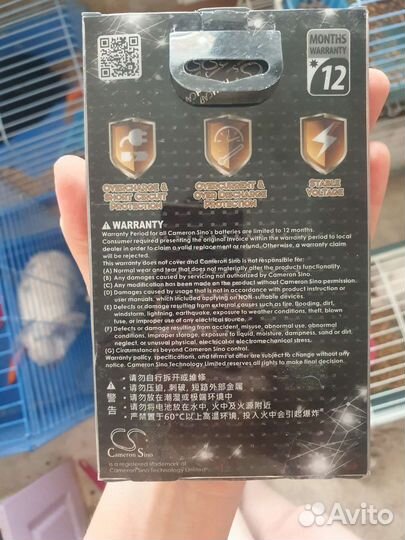 MONTHS
WARRANTY
12
OVERCHARGE &
SHORT CIRCUIT
PROTECTION
OVERCURRENT &
OVER DISCHARGE
PROTECTION
STABLE
VOLTAGE
WARRANTY
Warranty Period for all Cameron Sino's batteries are limited to 12 months.
Consumer required presenting the original invoice within the warranty period to local
dealer in order to claim a valid replacement or refund. Otherwise, a warranty claim
will be rejected.
This warranty does not cover and Cameron Sino is not responsible for:
(A) Normal wear and tear that does not materially alter the products functionality.
(B) Any damages caused by servicing not authorized by Cameron Sino.
(C) Any modification has been made on the product without Cameron Sino permission.
(D) Damages caused by usage that is not in accordance with product instruction or
user manuals, which included applying on NON-suitable devices.
(E) Defects or damage resulting from external causes such as fire, flooding, dirt,
windstorm, lightning, earthquake, exposure to weather conditions, theft, blown
fuse, or improper use of any electrical source.
(F) Defects or damage resulting from accident, misuse, abnormal use, abnormal
conditions, improper storage, exposure to liquid, moisture, dampness, sand or dirt,
neglect, or unusual physical, electrical or electromechanical stress.
(G) Circumstances beyond Cameron Sino control.
Warranty policy, specifications, and terms offer are subject to change without notice.
Cameron Sino Technology Limited reserves all rights to make final decision.
警告
•请勿自行拆开或维修
•请勿压迫, 刺破, 短路外部金属
•请勿放在潮湿或极端环境中
•请勿将电池放在水中, 火中及火源附近
•严禁置于60°C以上高温环境, 投入火中会引起爆炸
CS
Cameron Sino
is a registered trademark of
Cameron Sino Technology Limited
Avito